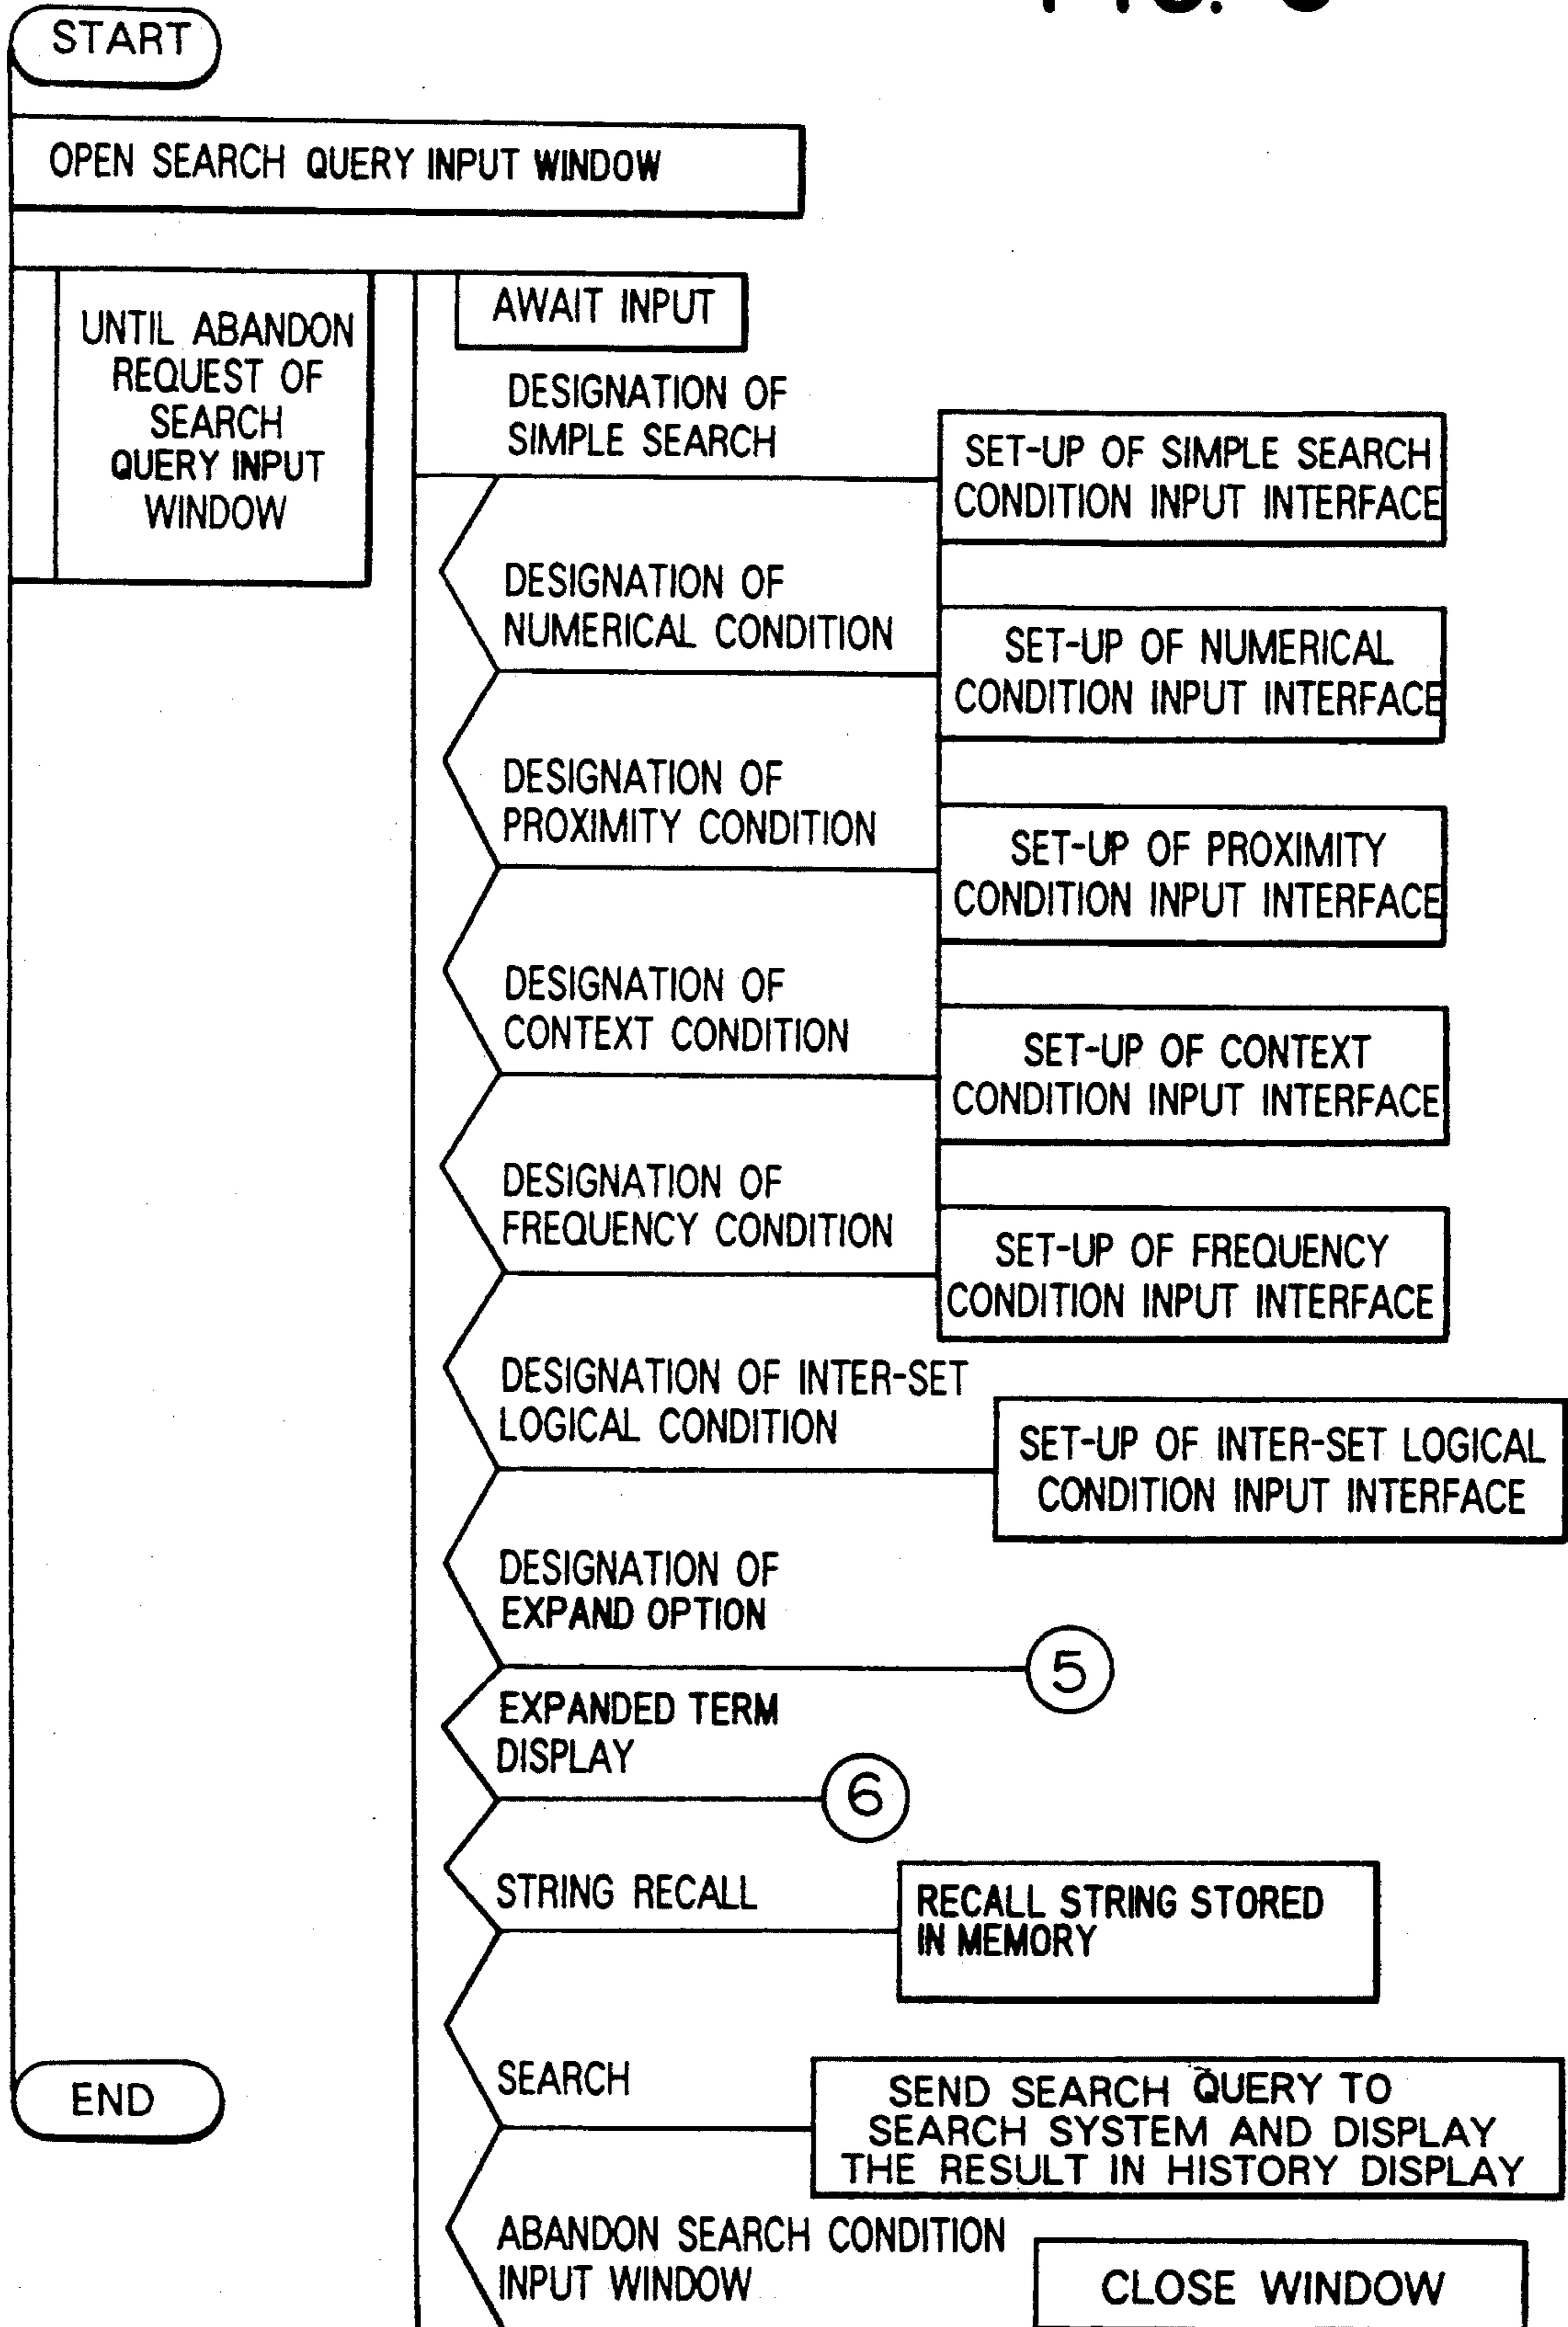 START
OPEN SEARCH QUERY INPUT WINDOW
UNTIL ABANDON
REQUEST OF
SEARCH
QUERY INPUT
WINDOW
AWAIT INPUT
DESIGNATION OF
SIMPLE SEARCH
SET-UP OF SIMPLE SEARCH
CONDITION INPUT INTERFACE
DESIGNATION OF
NUMERICAL CONDITION
SET-UP OF NUMERICAL
CONDITION INPUT INTERFACE
DESIGNATION OF
PROXIMITY CONDITION
SET-UP OF PROXIMITY
CONDITION INPUT INTERFACE
DESIGNATION OF
CONTEXT CONDITION
SET-UP OF CONTEXT
CONDITION INPUT INTERFACE
DESIGNATION OF
FREQUENCY CONDITION
SET-UP OF FREQUENCY
CONDITION INPUT INTERFACE
DESIGNATION OF INTER-SET
LOGICAL CONDITION
SET-UP OF INTER-SET LOGICAL
CONDITION INPUT INTERFACE
DESIGNATION OF
EXPAND OPTION
5
EXPANDED TERM
DISPLAY
6
STRING RECALL
RECALL STRING STORED
IN MEMORY
SEARCH
SEND SEARCH QUERY TO
SEARCH SYSTEM AND DISPLAY
THE RESULT IN HISTORY DISPLAY
END
ABANDON SEARCH CONDITION
INPUT WINDOW
CLOSE WINDOW